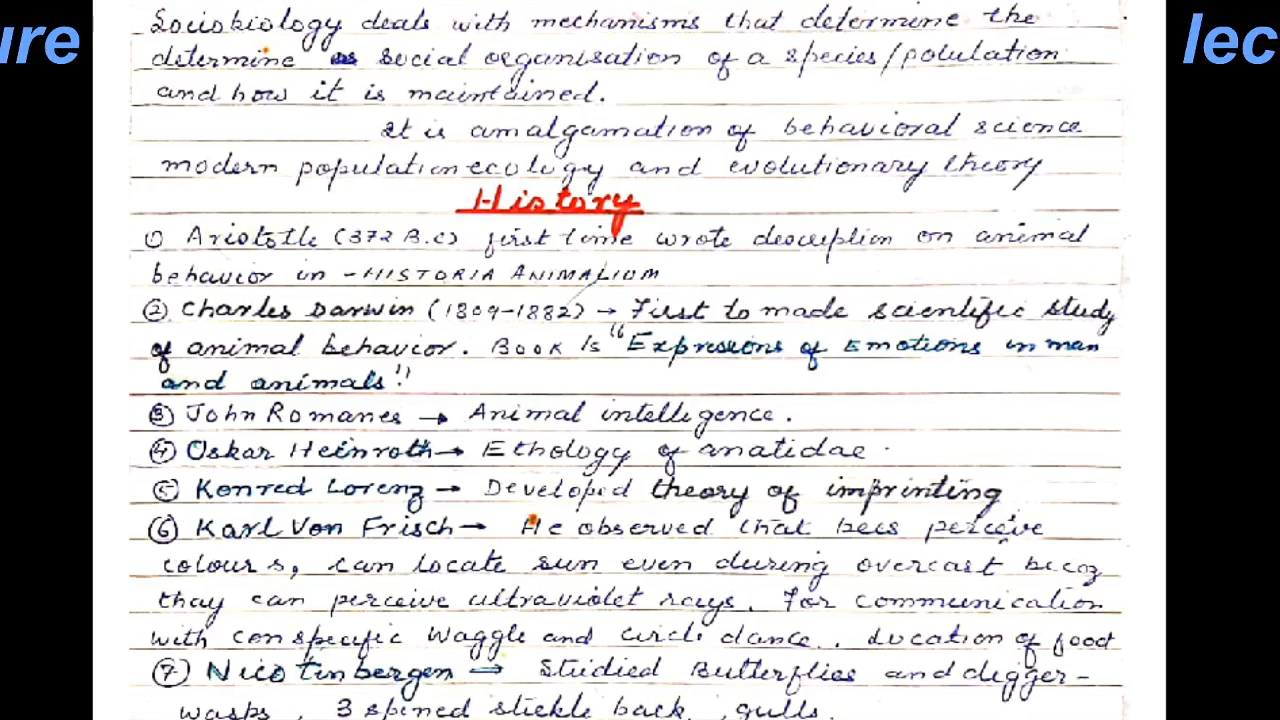 Sociobiology deals with mechanisms that determine the
ure
lec
determine as social organisation of a species/polulation
and how it is maintained.
It is amalgamation of behavioral science
modern population ecology and evolutionary theory
History
① Aristotle (372 B.C) first time wrote description on animal
behavior in - HISTORIA ANIMALIUM
② Charles Darwin (1809-1882) → First to made scientific study
of animal behavior. Book is "Expressions of Emotions in man
and animals".
③ John Romanes → Animal intellegence.
④ Oskar Heinroth → Ethology of anatidae.
⑤ Konred Lorenz → Developed theory of imprinting
⑥ Karl Von Frisch → He observed that bees perceive
colours, can locate sun even during overcast becoz
thay can perceive ultraviolet rays. For communication
with conspecific waggle and circle dance. Location of food
⑦ Nico tinbergen → Studied Butterflies and digger-
wasps, 3 spined stickle back, gulls.